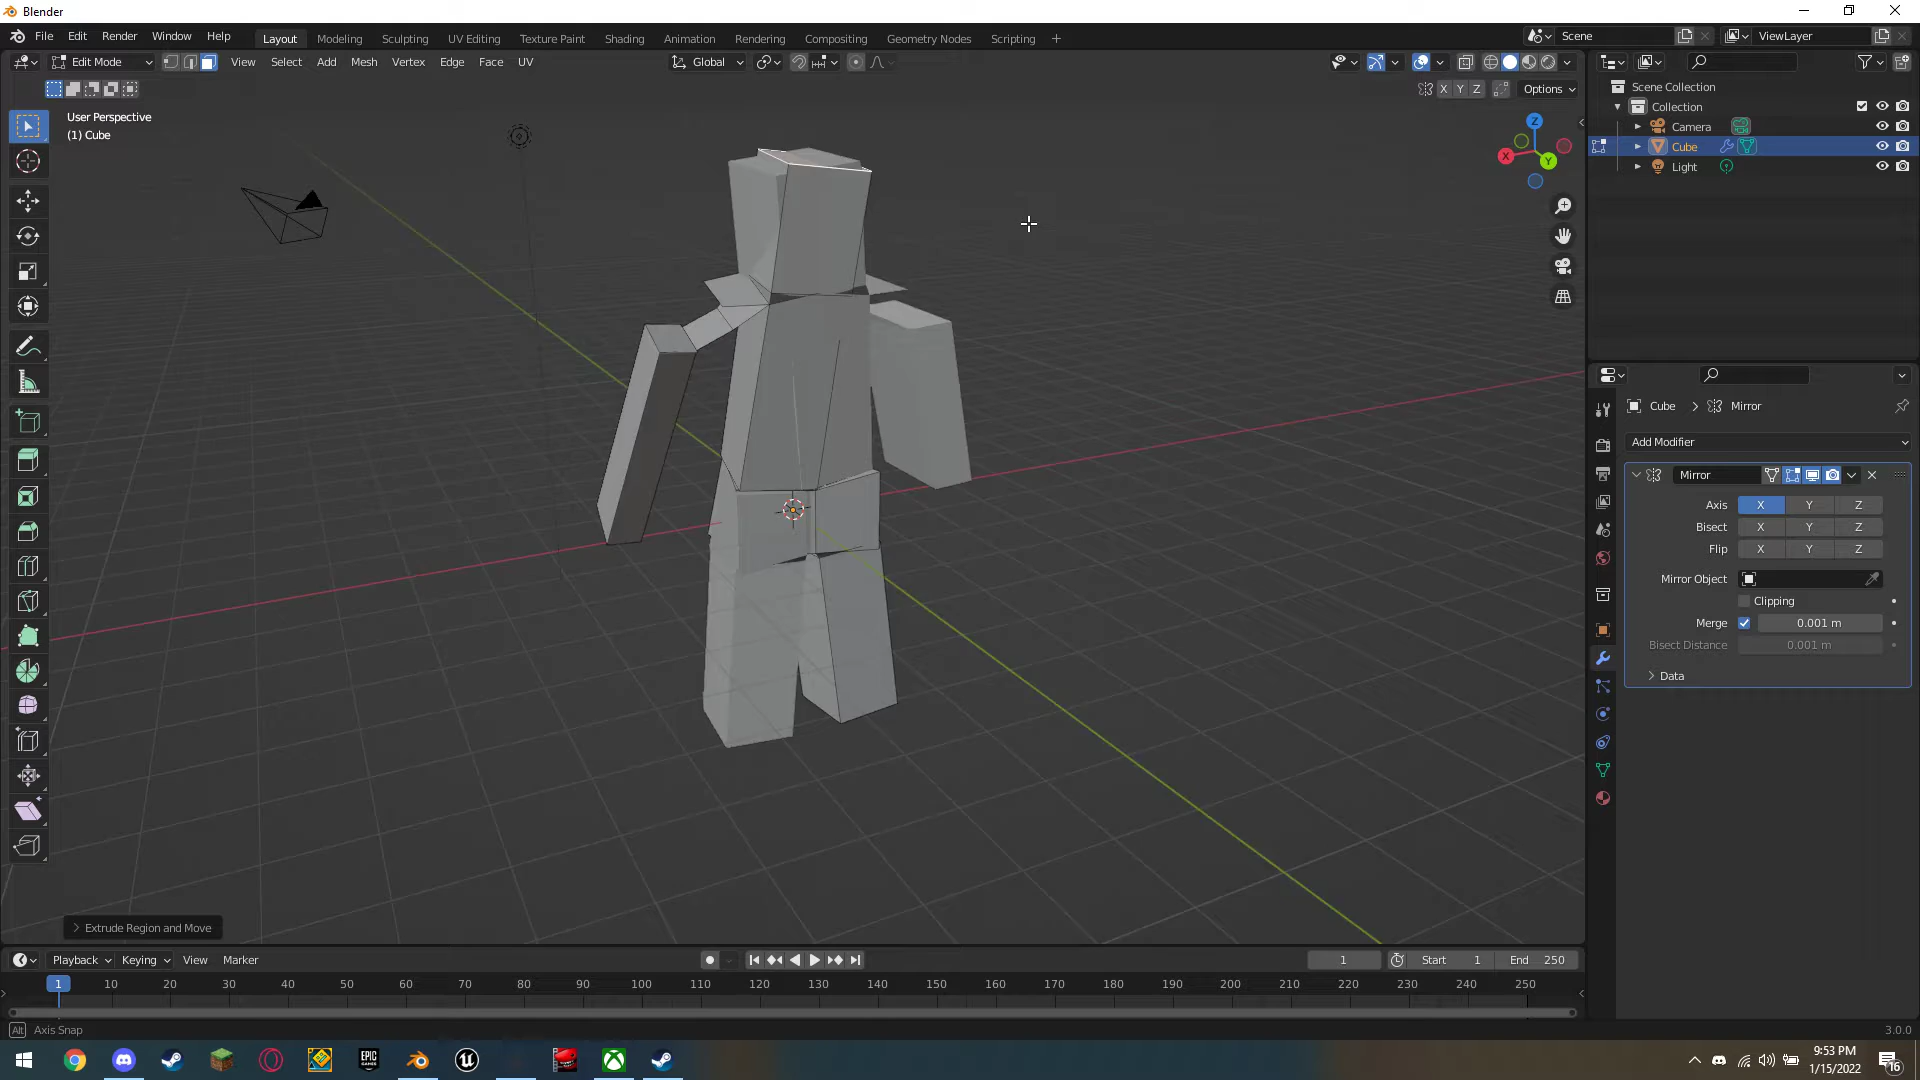 Blender
File Edit Render Window Help
Layout Modeling Sculpting UV Editing Texture Paint Shading Animation Rendering Compositing Geometry Nodes Scripting +
Scene
ViewLayer
Edit Mode
View Select Add Mesh Vertex Edge Face UV
Global
X Y Z
Options
User Perspective
(1) Cube
Z
X
Y
Scene Collection
Collection
Camera
Cube
Light
Cube > Mirror
Add Modifier
Mirror
Axis X Y Z
Bisect X Y Z
Flip X Y Z
Mirror Object
Clipping
Merge 0.001 m
Bisect Distance 0.001 m
Data
Extrude Region and Move
Playback Keying View Marker
1
Start 1
End 250
1 10 20 30 40 50 60 70 80 90 100 110 120 130 140 150 160 170 180 190 200 210 220 230 240 250
Alt Axis Snap
3.0.0
EPIC
GAMES
9:53 PM
1/15/2022
16